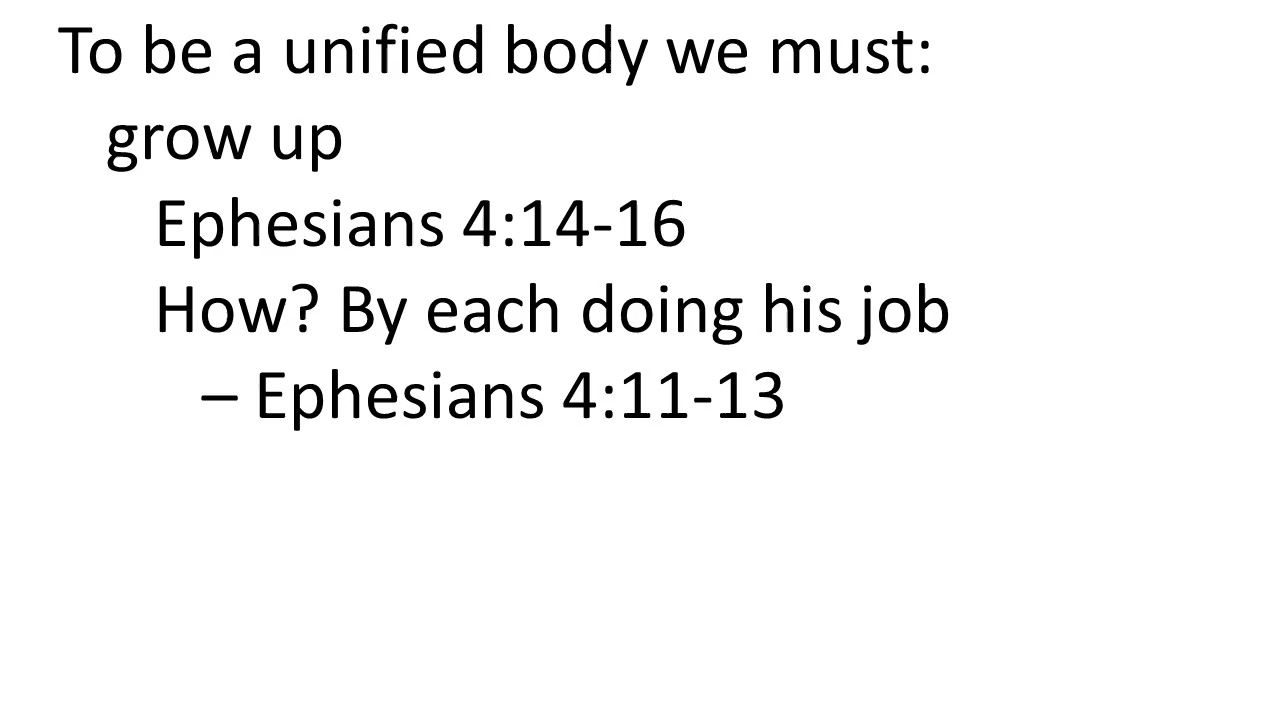 To be a unified body we must:
grow up
Ephesians 4:14-16
How? By each doing his job
– Ephesians 4:11-13